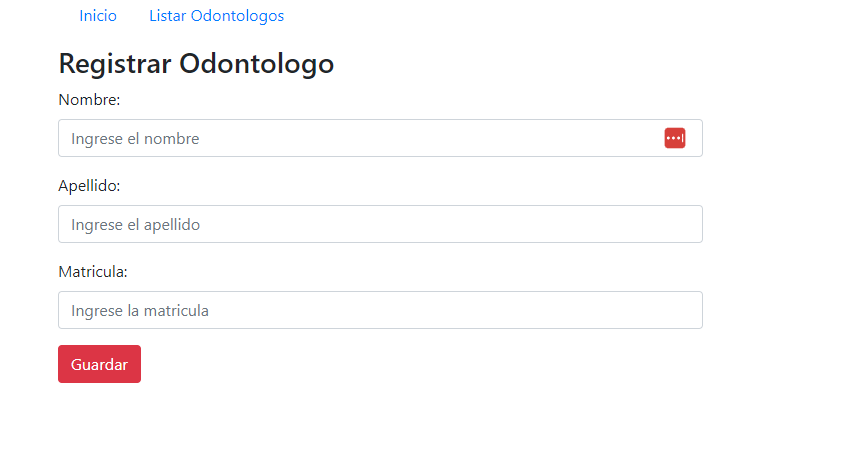 Inicio Listar Odontologos
Registrar Odontologo
Nombre:
Ingrese el nombre
Apellido:
Ingrese el apellido
Matricula:
Ingrese la matricula
Guardar